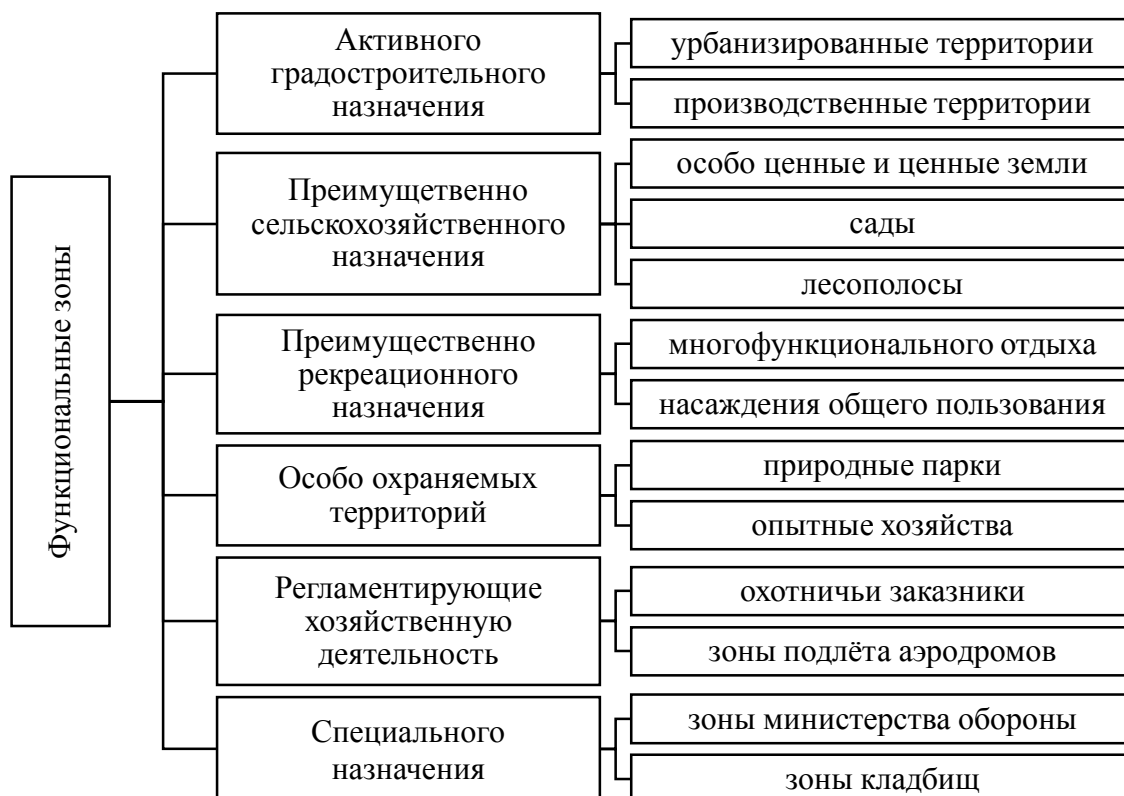 Функциональные зоны
Активного
градостроительного
назначения
урбанизированные территории
производственные территории
Преимущетвенно
сельскохозяйственного
назначения
особо ценные и ценные земли
сады
лесополосы
Преимущественно
рекреационного
назначения
многофункционального отдыха
насаждения общего пользования
Особо охраняемых
территорий
природные парки
опытные хозяйства
Регламентирующие
хозяйственную
деятельность
охотничьи заказники
зоны подлёта аэродромов
Специального
назначения
зоны министерства обороны
зоны кладбищ